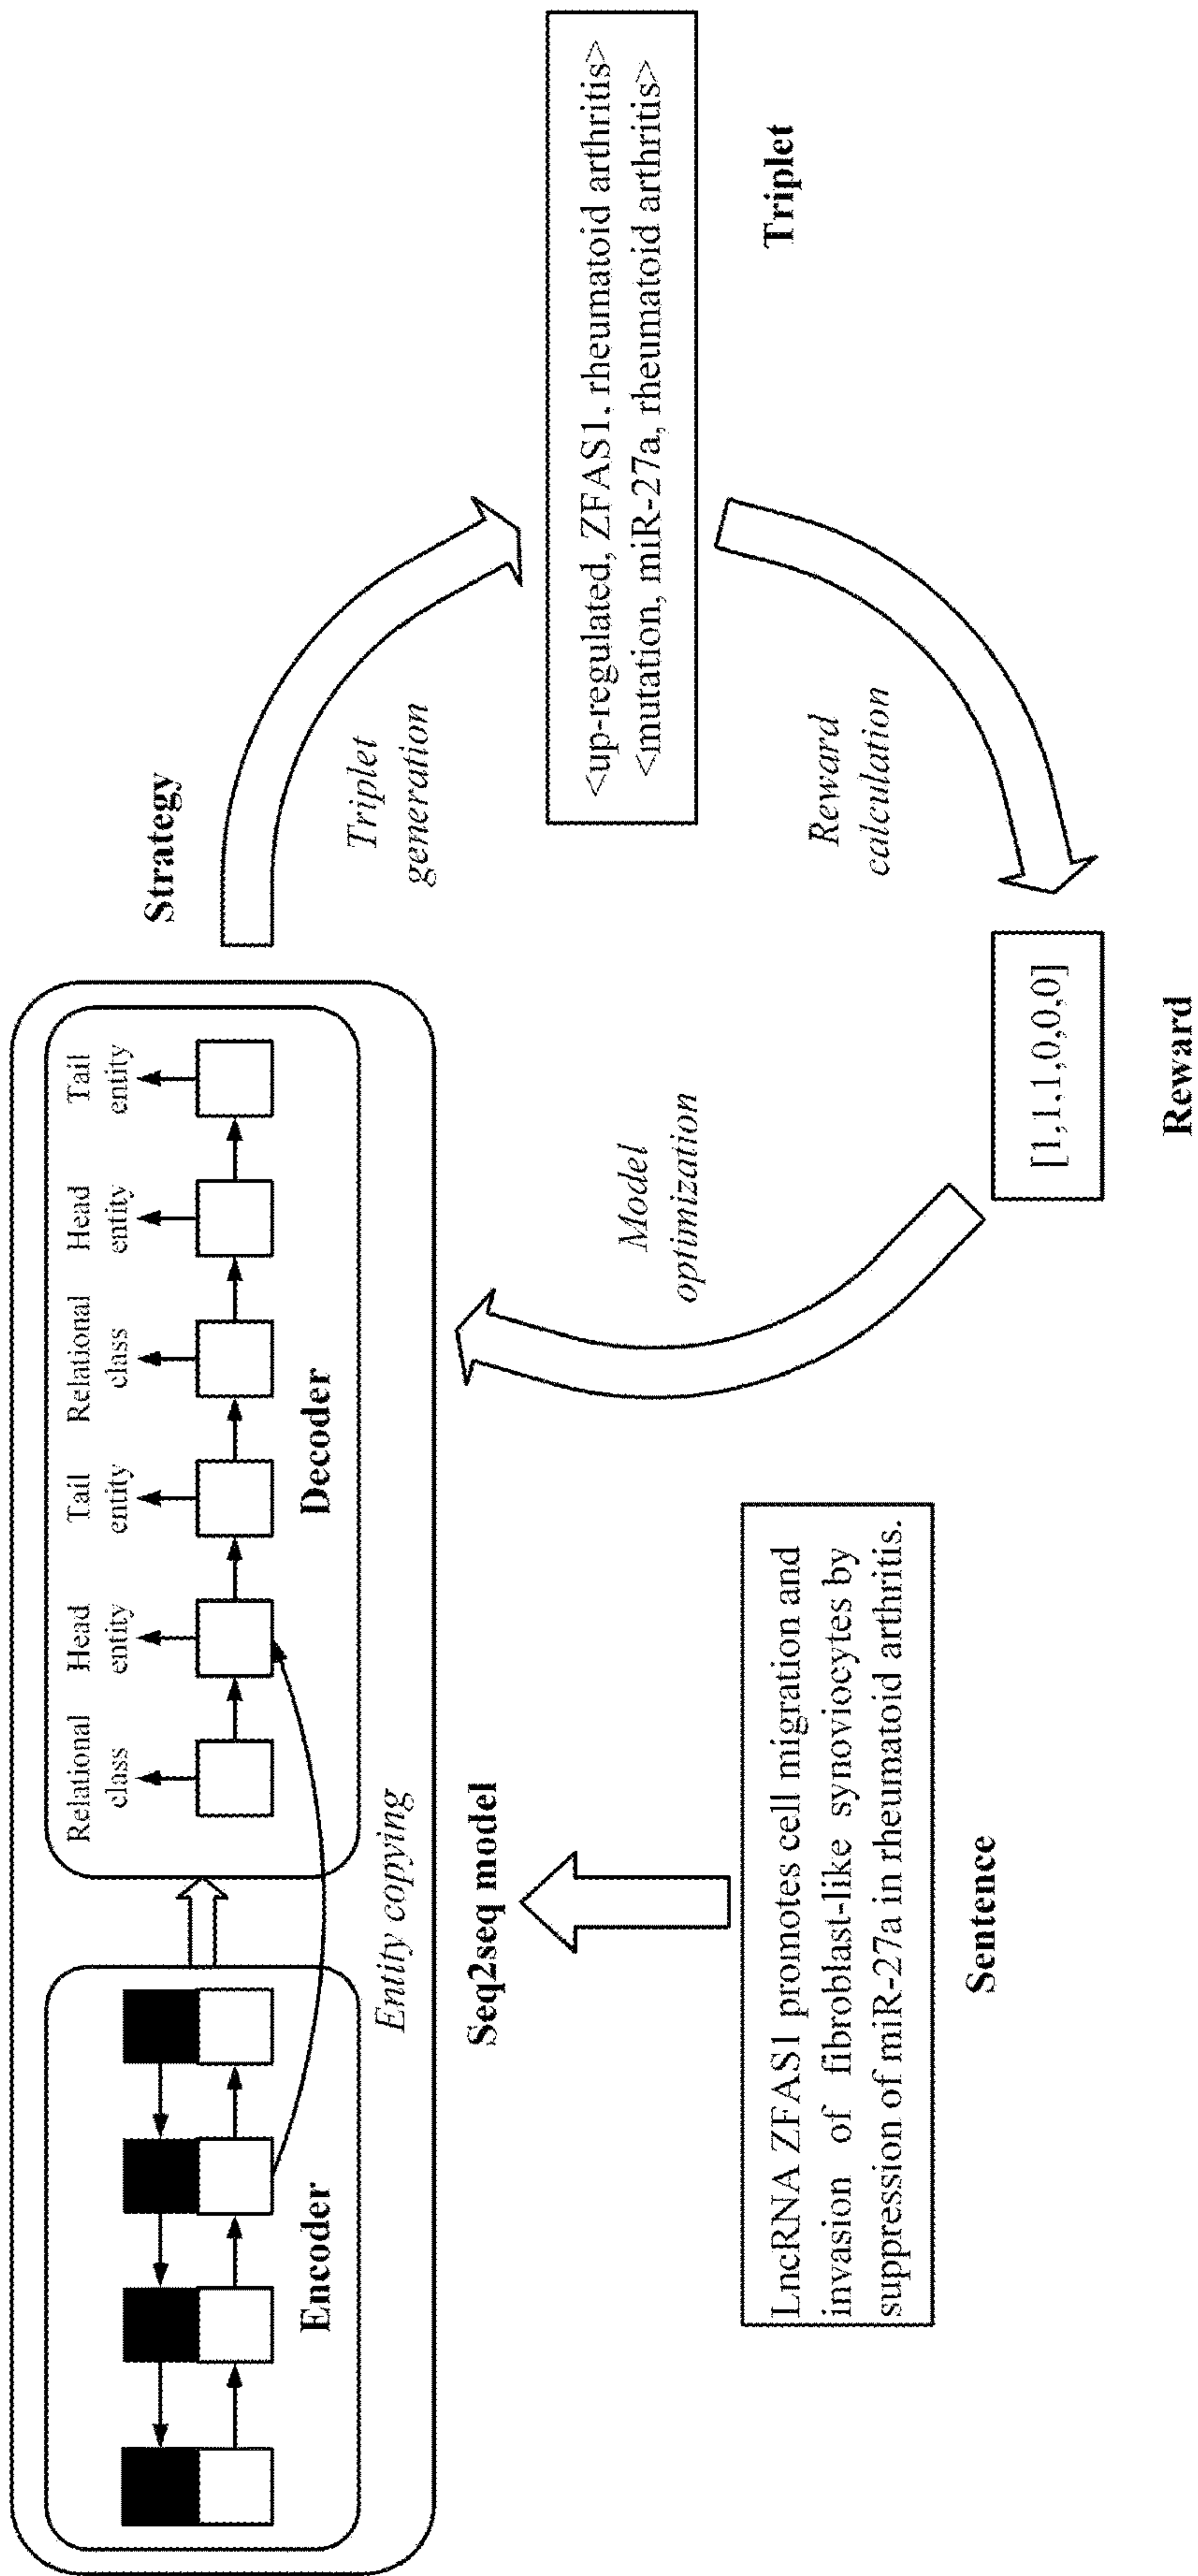 Relational
class
Head
entity
Tail
entity
Relational
class
Head
entity
Tail
entity
Encoder
Decoder
Entity copying
Seq2seq model
Strategy
Triplet
generation
<up-regulated, ZFAS1, rheumatoid arthritis>
<mutation, miR-27a, rheumatoid arthritis>
Triplet
Reward
calculation
[1,1,1,0,0,0]
Reward
Model
optimization
LncRNA ZFAS1 promotes cell migration and
invasion of fibroblast-like synoviocytes by
suppression of miR-27a in rheumatoid arthritis.
Sentence